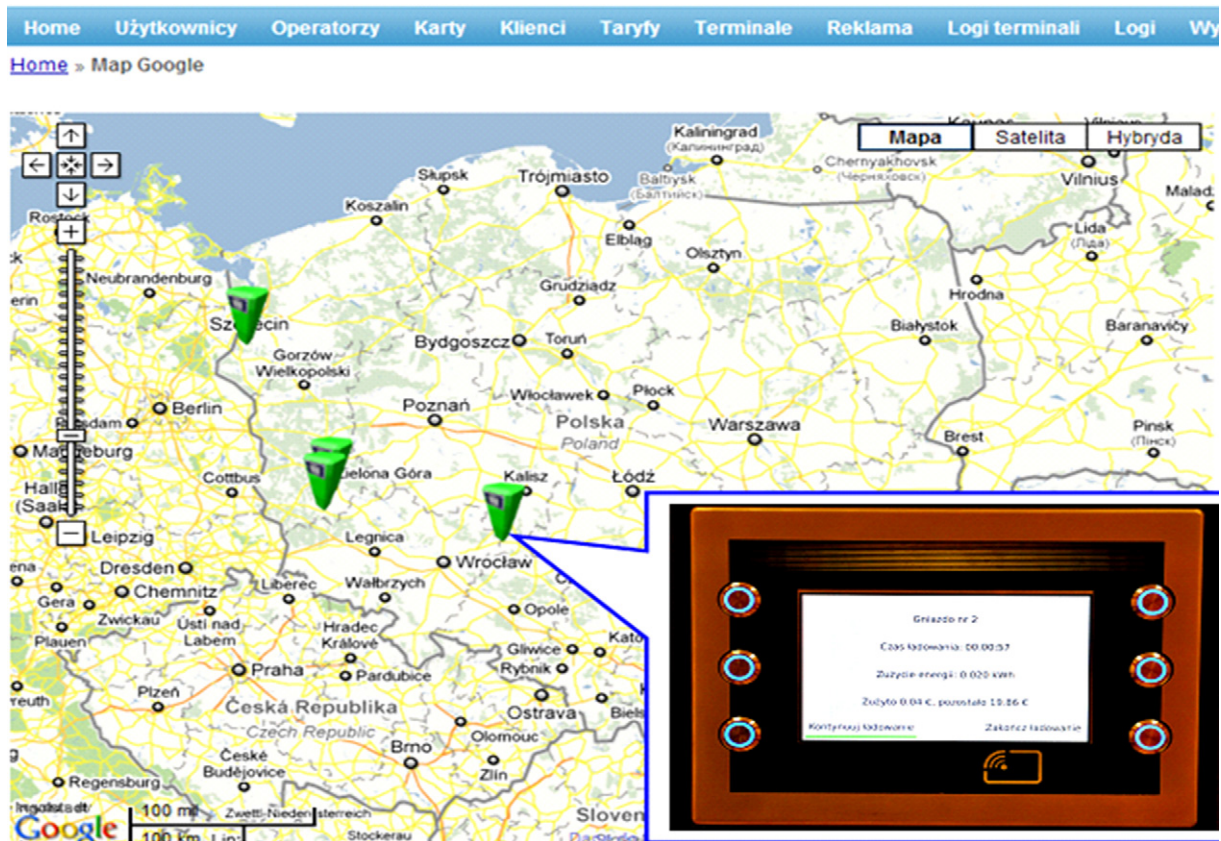 Home Użytkownicy Operatorzy Karty Klienci Taryfy Terminale Reklama Logi terminali Logi Wy
Home » Map Google
Mapa Satelita Hybryda
Kaliningrad
(Калининград)
Chernyakhovsk
(Черняховск)
Vilnius
Słupsk
Trójmiasto
Baltiysk
(Балтийск)
Koszalin
Rostock
Elbląg
Lida
(Ліда)
Olsztyn
Neubrandenburg
Grudziądz
Hrodna
Szczecin
Bydgoszcz
Toruń
Białystok
Baranavičy
Gorzów
Wielkopolski
Włocławek
Płock
Berlin
Poznań
Polska
Poland
Warszawa
Pinsk
(Пінск)
Brest
Magdeburg
Cottbus
Zielona Góra
Kalisz
Łódź
Leipzig
Legnica
Wrocław
Dresden
Chemnitz
Liberec
Wałbrzych
Gera
Zwickau
Ústí nad
Labem
Hradec
Králové
Opole
Plauen
Gliwice
Praha
Pardubice
Rybnik
Plzeň
Česká Republika
Czech Republic
Ostrava
Olomouc
Brno
České
Budějovice
Zlín
Regensburg
100 mi
100 km
Stockerau
Google
Gniazdo nr 2
Czas ładowania: 00:00:57
Zużycie energii: 0.020 kWh
Zużyto 0.04 €, pozostało 19.86 €
Kontynuuj ładowanie Zakończ ładowanie